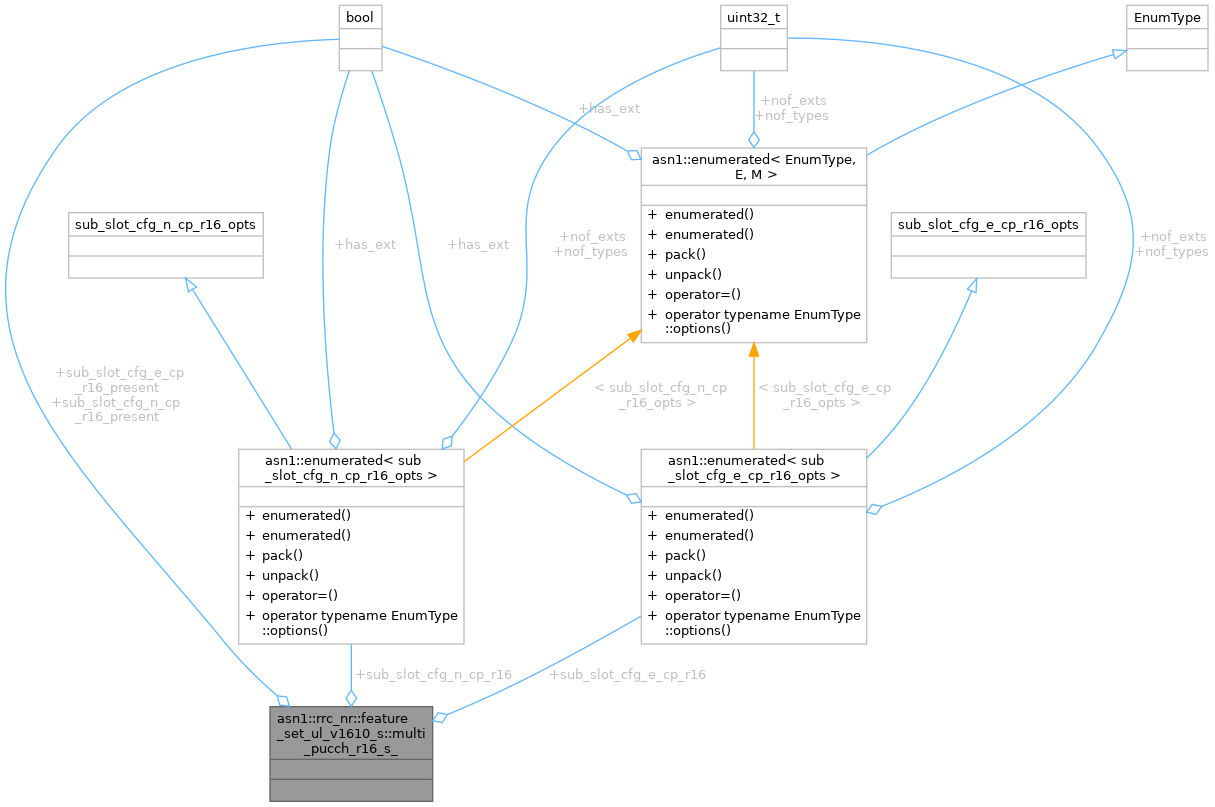 bool
uint32_t
EnumType
+has_ext
+nof_exts
+nof_types
asn1::enumerated< EnumType,
E, M >
+ enumerated()
+ enumerated()
+ pack()
+ unpack()
+ operator=()
+ operator typename EnumType
::options()
sub_slot_cfg_n_cp_r16_opts
sub_slot_cfg_e_cp_r16_opts
+has_ext
+has_ext
+nof_exts
+nof_types
+nof_exts
+nof_types
+sub_slot_cfg_e_cp
_r16_present
+sub_slot_cfg_n_cp
_r16_present
< sub_slot_cfg_n_cp
_r16_opts >
< sub_slot_cfg_e_cp
_r16_opts >
asn1::enumerated< sub
_slot_cfg_n_cp_r16_opts >
+ enumerated()
+ enumerated()
+ pack()
+ unpack()
+ operator=()
+ operator typename EnumType
::options()
asn1::enumerated< sub
_slot_cfg_e_cp_r16_opts >
+ enumerated()
+ enumerated()
+ pack()
+ unpack()
+ operator=()
+ operator typename EnumType
::options()
+sub_slot_cfg_n_cp_r16
+sub_slot_cfg_e_cp_r16
asn1::rrc_nr::feature
_set_ul_v1610_s::multi
_pucch_r16_s_